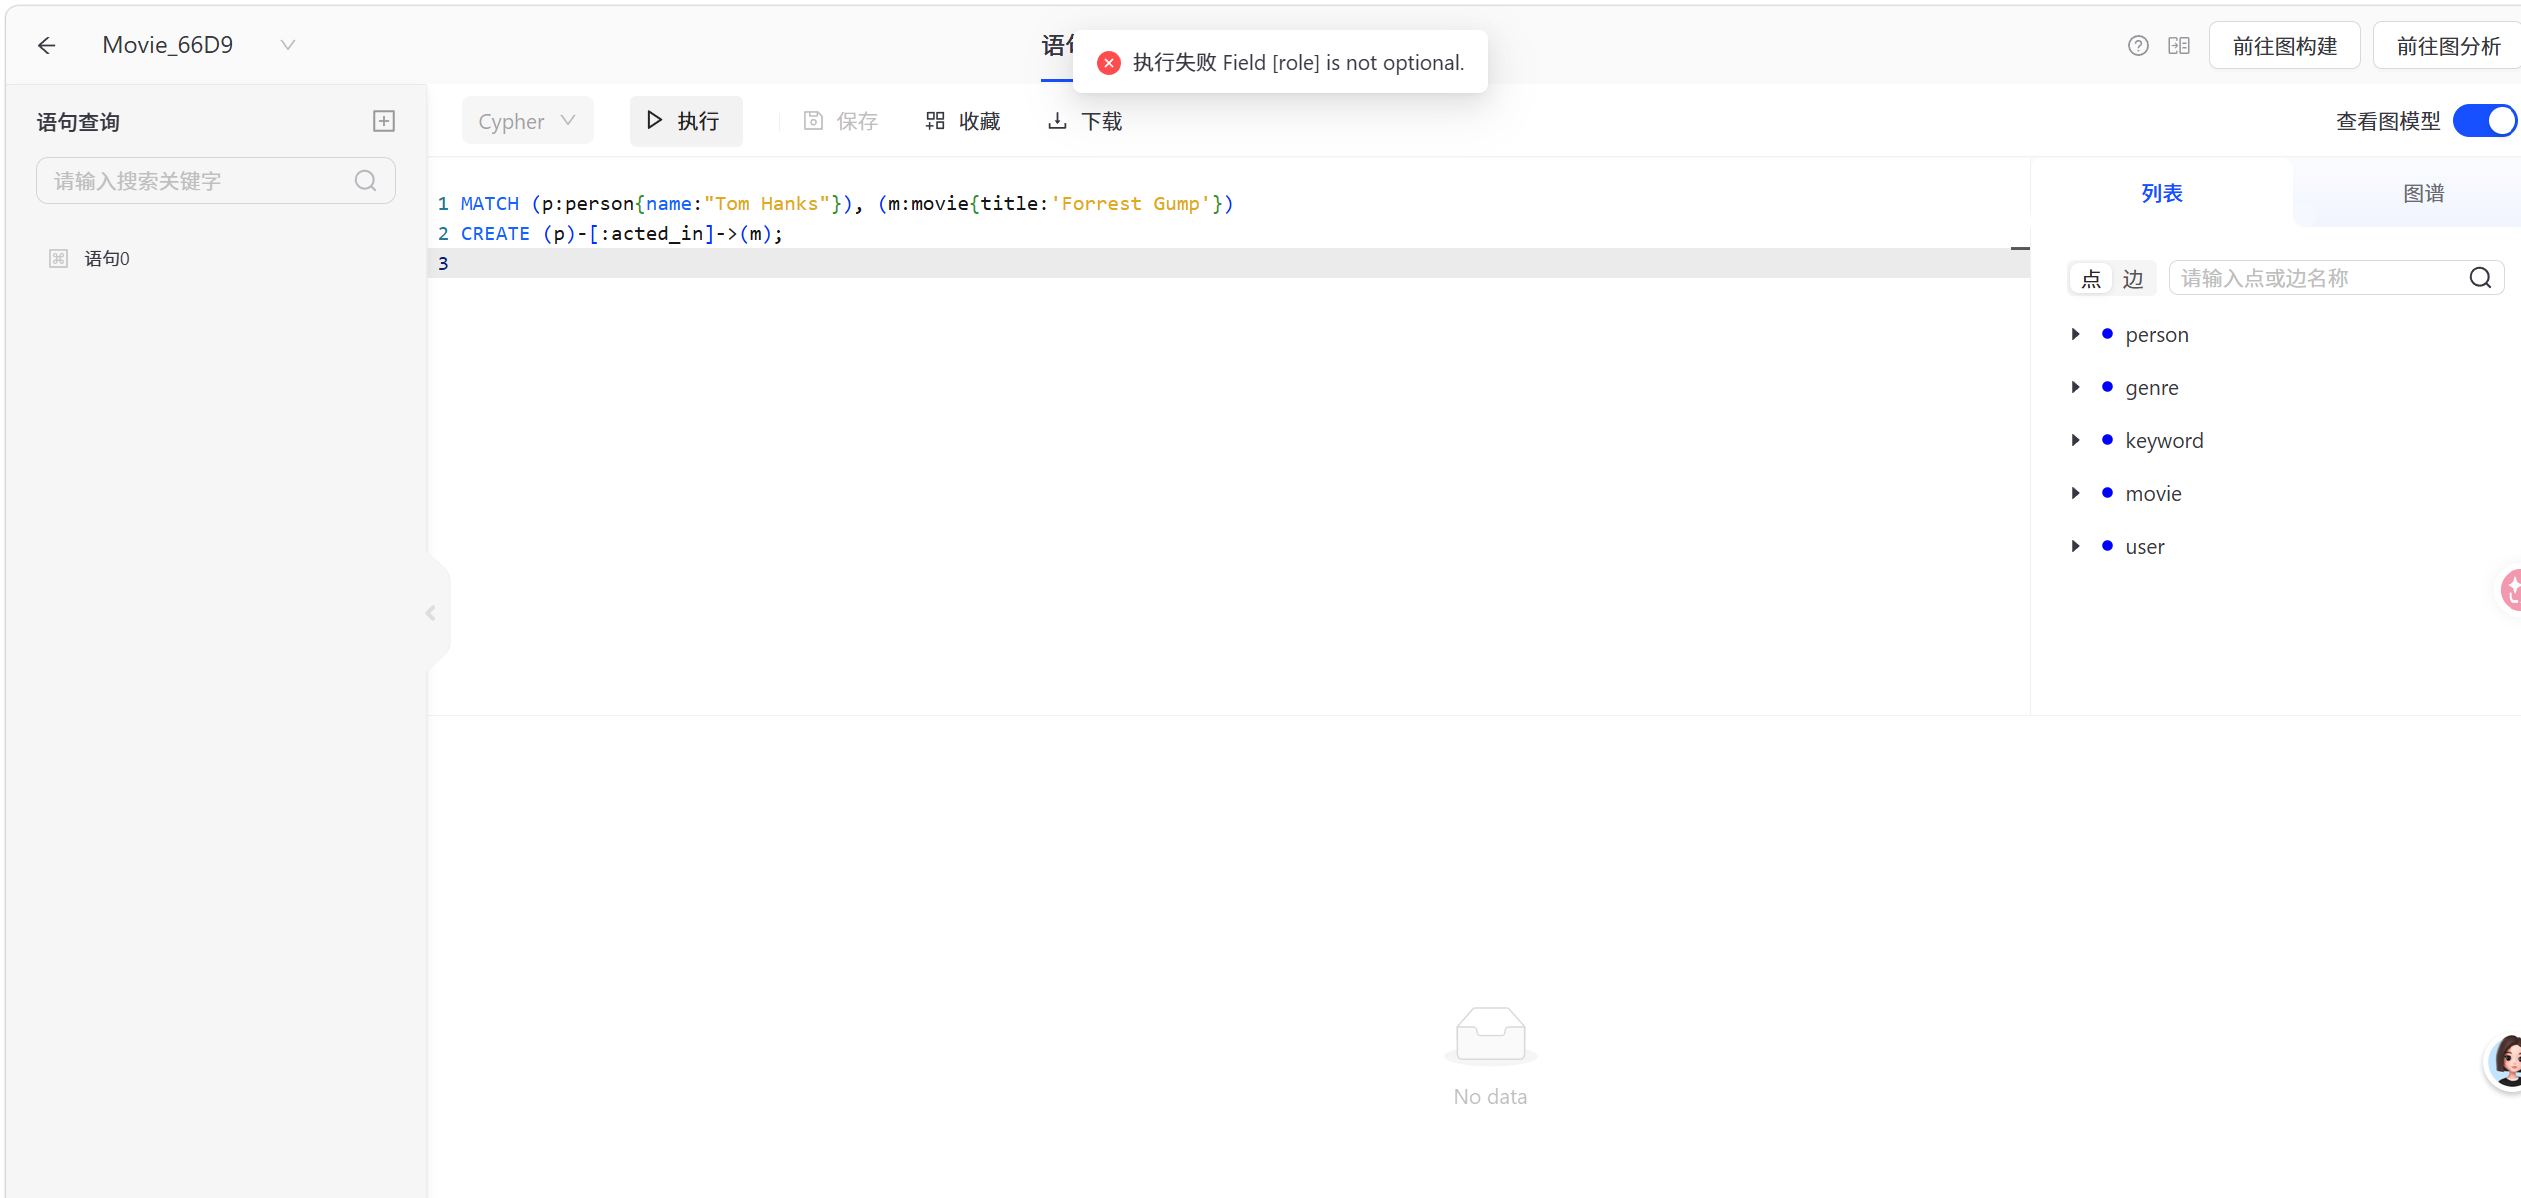 Movie_66D9
语
执行失败 Field [role] is not optional.
前往图构建
前往图分析
语句查询
Cypher
执行
保存
收藏
下载
查看图模型
请输入搜索关键字
语句0
1 MATCH (p:person{name:"Tom Hanks"}), (m:movie{title:'Forrest Gump'})
2 CREATE (p)-[:acted_in]->(m);
3
列表
图谱
点
边
请输入点或边名称
person
genre
keyword
movie
user
No data